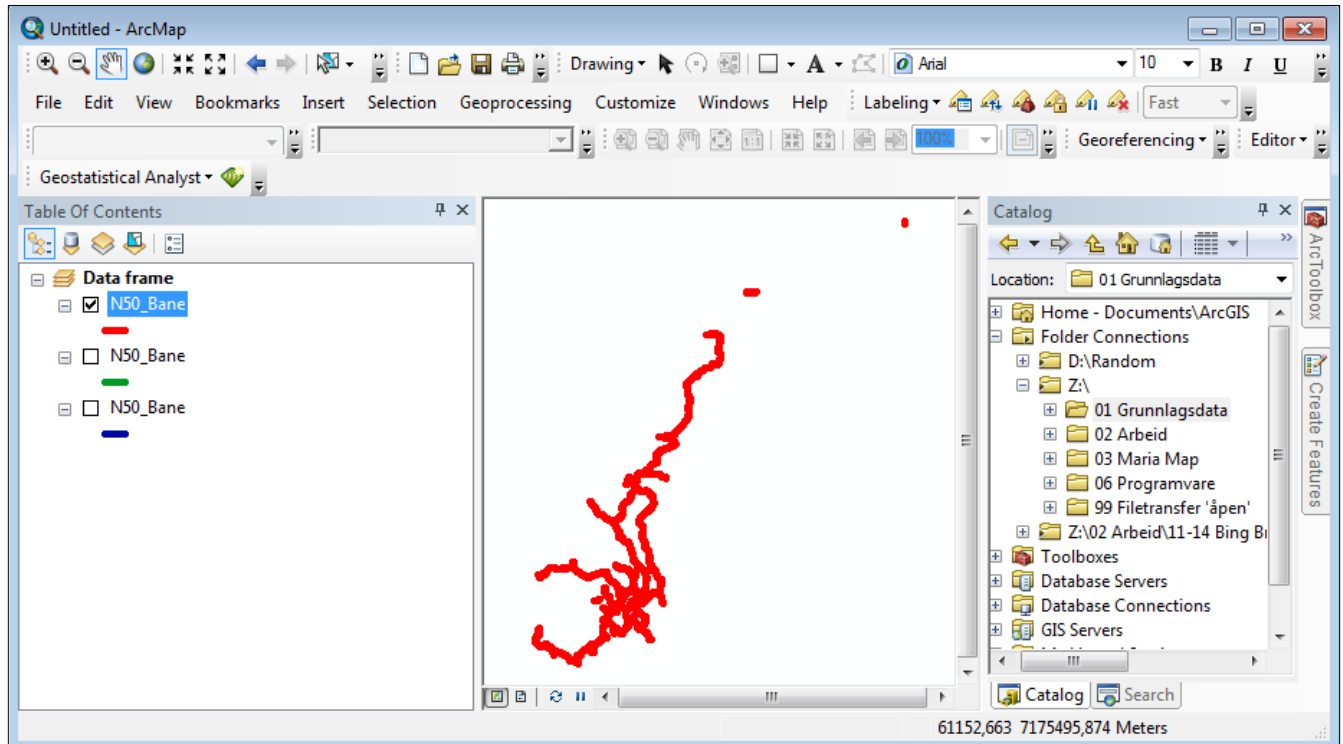 Untitled - ArcMap
Drawing
A
Arial
10
B I U
File Edit View Bookmarks Insert Selection Geoprocessing Customize Windows Help
Labeling
Fast
1:1
100%
Georeferencing
Editor
Geostatistical Analyst
Table Of Contents
Data frame
N50_Bane
N50_Bane
N50_Bane
Catalog
Location: 01 Grunnlagsdata
Home - Documents\ArcGIS
Folder Connections
D:\Random
Z:\
01 Grunnlagsdata
02 Arbeid
03 Maria Map
06 Programvare
99 Filetransfer 'åpen'
Z:\02 Arbeid\11-14 Bing
Toolboxes
Database Servers
Database Connections
GIS Servers
Catalog
Search
ArcToolbox
Create Features
61152,663 7175495,874 Meters